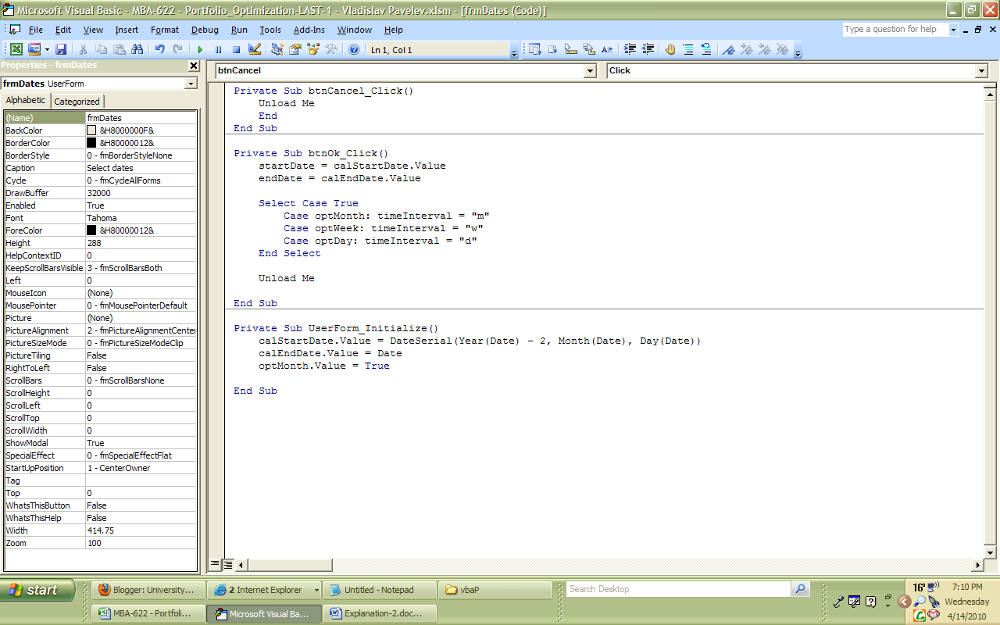 Microsoft Visual Basic - MBA-622 - Portfolio_Optimization-LAST-1 - Vladislav Pavelev.xlsm - [frmDates (Code)]
File Edit View Insert Format Debug Run Tools Add-Ins Window Help
Type a question for help
Ln 1, Col 1
Properties - frmDates
frmDates UserForm
Alphabetic Categorized
(Name) frmDates
BackColor &H8000000F&
BorderColor &H80000012&
BorderStyle 0 - fmBorderStyleNone
Caption Select dates
Cycle 0 - fmCycleAllForms
DrawBuffer 32000
Enabled True
Font Tahoma
ForeColor &H80000012&
Height 288
HelpContextID 0
KeepScrollBarsVisible 3 - fmScrollBarsBoth
Left 0
MouseIcon (None)
MousePointer 0 - fmMousePointerDefault
Picture (None)
PictureAlignment 2 - fmPictureAlignmentCenter
PictureSizeMode 0 - fmPictureSizeModeClip
PictureTiling False
RightToLeft False
ScrollBars 0 - fmScrollBarsNone
ScrollHeight 0
ScrollLeft 0
ScrollTop 0
ScrollWidth 0
ShowModal True
SpecialEffect 0 - fmSpecialEffectFlat
StartUpPosition 1 - CenterOwner
Tag
Top 0
WhatsThisButton False
WhatsThisHelp False
Width 414.75
Zoom 100
btnCancel
Click
Private Sub btnCancel_Click()
Unload Me
End
End Sub
Private Sub btnOk_Click()
startDate = calStartDate.Value
endDate = calEndDate.Value
Select Case True
Case optMonth: timeInterval = "m"
Case optWeek: timeInterval = "w"
Case optDay: timeInterval = "d"
End Select
Unload Me
End Sub
Private Sub UserForm_Initialize()
calStartDate.Value = DateSerial(Year(Date) - 2, Month(Date), Day(Date))
calEndDate.Value = Date
optMonth.Value = True
End Sub
start
Blogger: University...
2 Internet Explorer
Untitled - Notepad
vbaP
Search Desktop
MBA-622 - Portfoli...
Microsoft Visual Ba...
Explanation-2.doc...
16°
7:10 PM
Wednesday
4/14/2010